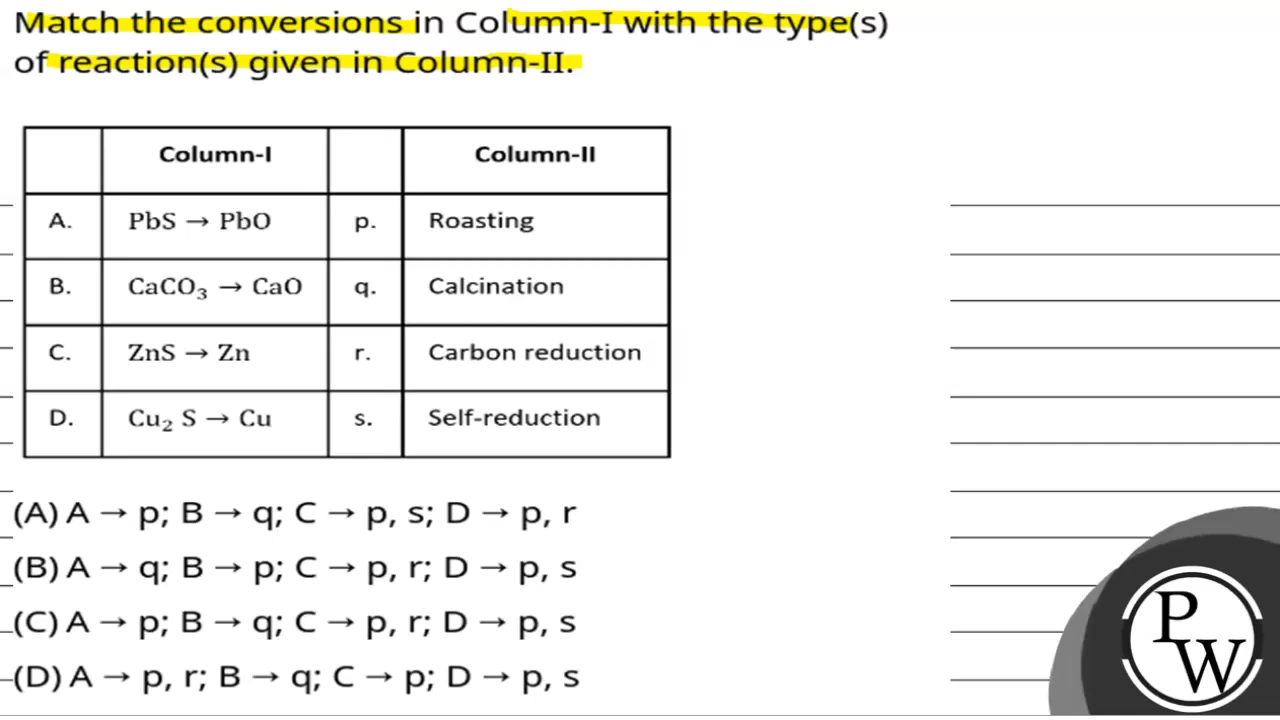 Match the conversions in Column-I with the type(s)
of reaction(s) given in Column-II.
Column-I Column-II
A. PbS → PbO p. Roasting
B. CaCO₃ → CaO q. Calcination
C. ZnS → Zn r. Carbon reduction
D. Cu₂ S → Cu s. Self-reduction
(A) A → p; B → q; C → p, s; D → p, r
(B) A → q; B → p; C → p, r; D → p, s
(C) A → p; B → q; C → p, r; D → p, s
(D) A → p, r; B → q; C → p; D → p, s
P
W